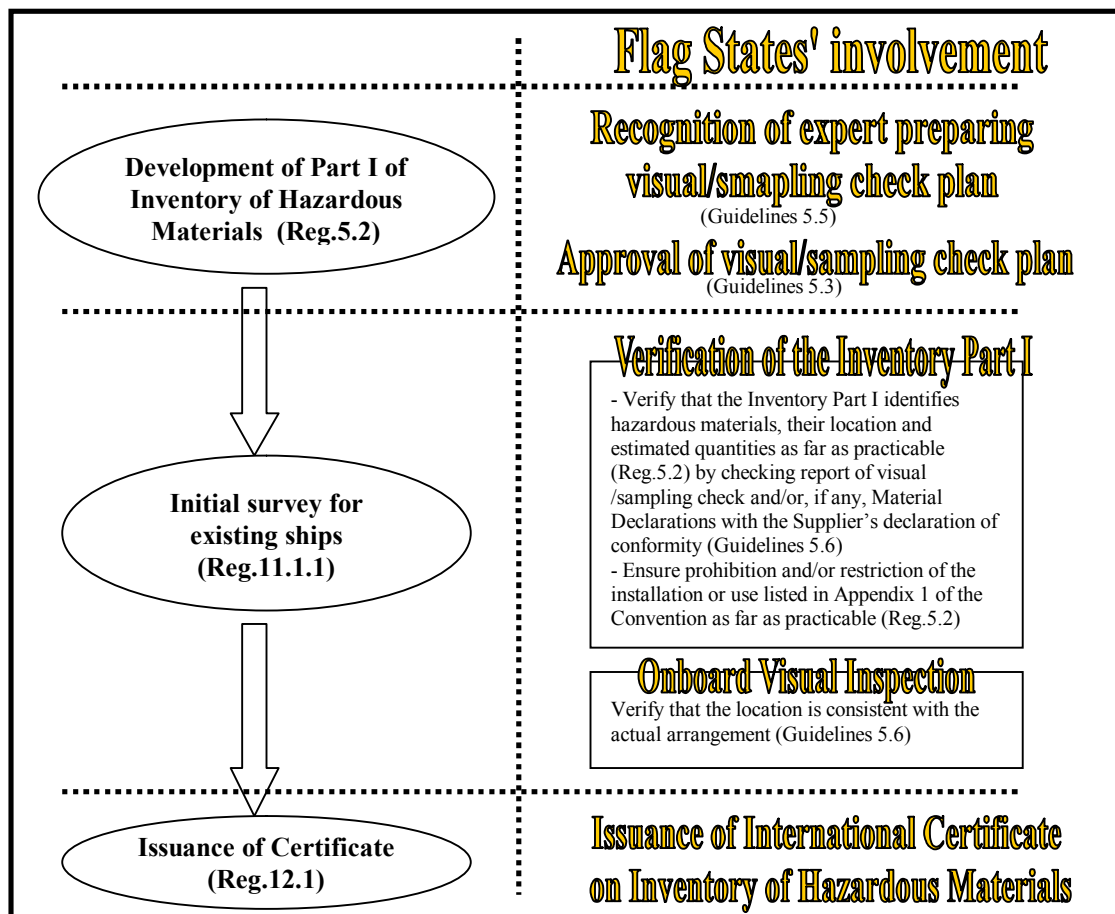 Flag States' involvement
Development of Part I of
Inventory of Hazardous
Materials (Reg.5.2)
Recognition of expert preparing
visual/smapling check plan
(Guidelines 5.5)
Approval of visual/sampling check plan
(Guidelines 5.3)
Initial survey for
existing ships
(Reg.11.1.1)
Verification of the Inventory Part I
- Verify that the Inventory Part I identifies
hazardous materials, their location and
estimated quantities as far as practicable
(Reg.5.2) by checking report of visual
/sampling check and/or, if any, Material
Declarations with the Supplier’s declaration of
conformity (Guidelines 5.6)
- Ensure prohibition and/or restriction of the
installation or use listed in Appendix 1 of the
Convention as far as practicable (Reg.5.2)
Onboard Visual Inspection
Verify that the location is consistent with the
actual arrangement (Guidelines 5.6)
Issuance of Certificate
(Reg.12.1)
Issuance of International Certificate
on Inventory of Hazardous Materials